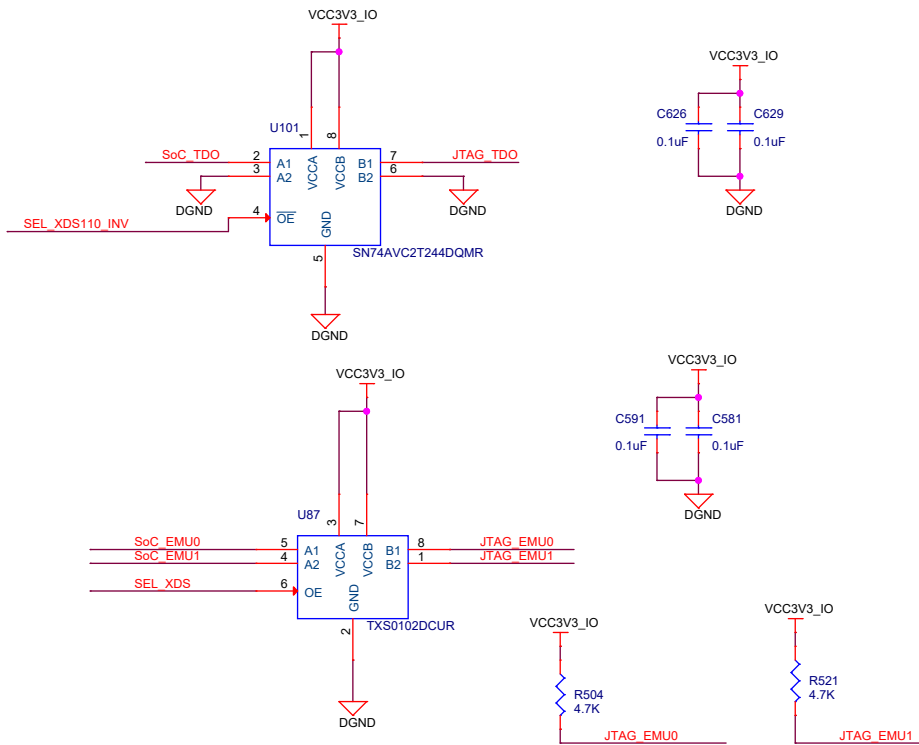 VCC3V3_IO
VCC3V3_IO
C626
C629
0.1uF
0.1uF
DGND
U101
1
8
SoC_TDO
2
A1
VCCA
VCCB
B1
7
JTAG_TDO
3
A2
B2
6
DGND
DGND
SEL_XDS110_INV
4
OE
GND
SN74AVC2T244DQMR
5
DGND
VCC3V3_IO
VCC3V3_IO
C591
C581
0.1uF
0.1uF
DGND
U87
3
7
SoC_EMU0
5
A1
VCCA
VCCB
B1
8
JTAG_EMU0
SoC_EMU1
4
A2
B2
1
JTAG_EMU1
SEL_XDS
6
OE
GND
TXS0102DCUR
2
DGND
VCC3V3_IO
R504
4.7K
JTAG_EMU0
VCC3V3_IO
R521
4.7K
JTAG_EMU1